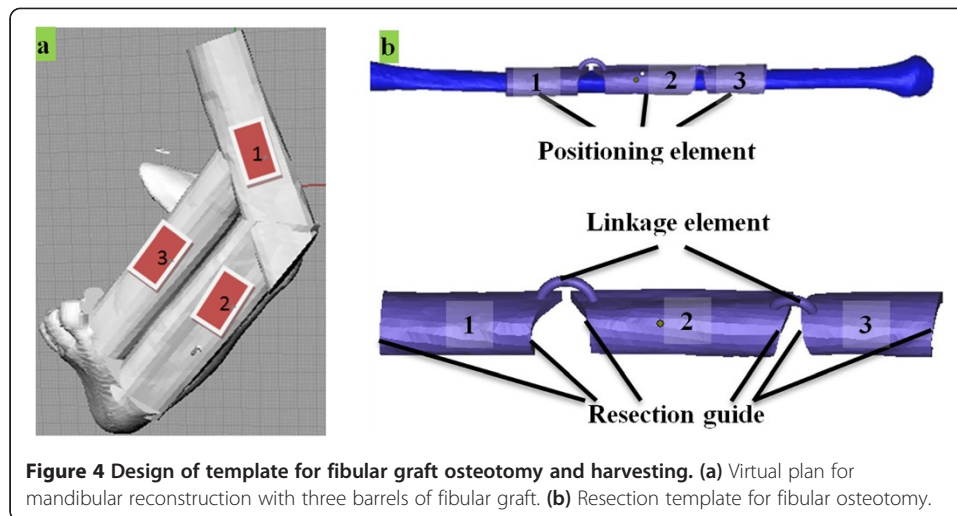 a
1
3
2
b
1 2 3
Positioning element
Linkage element
1 2 3
Resection guide
Figure 4 Design of template for fibular graft osteotomy and harvesting. (a) Virtual plan for
mandibular reconstruction with three barrels of fibular graft. (b) Resection template for fibular osteotomy.